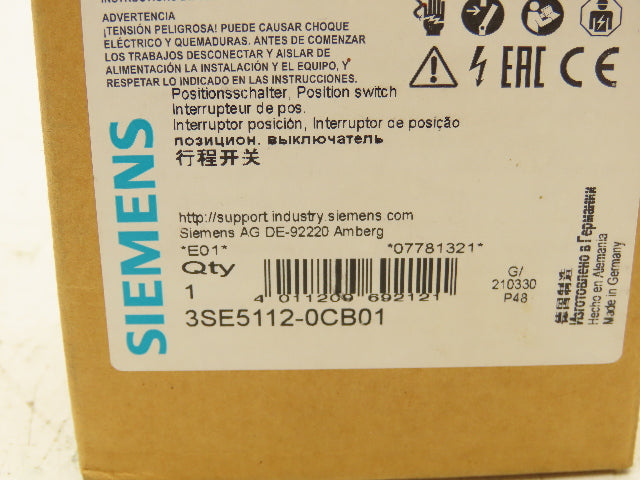 ADVERTENCIA
¡TENSIÓN PELIGROSA! PUEDE CAUSAR CHOQUE
ELÉCTRICO Y QUEMADURAS. ANTES DE COMENZAR
LOS TRABAJOS DESCONECTAR Y AISLAR DE
ALIMENTACIÓN LA INSTALACIÓN Y EL EQUIPO, Y
RESPETAR LO INDICADO EN LAS INSTRUCCIONES.
EAC CE
Positionsschalter, Position switch
Interrupteur de pos.
Interruptor posición, Interruptor de posição
позицион. выключатель
行程开关
SIEMENS
http://support.industry.siemens.com
Siemens AG DE-92220 Amberg
*E01* *07781321*
Qty
1
4 011209 692121
3SE5112-0CB01
G/
210330
P48
德国制造
Изготовлено в Германии
Hecho en Alemania
Made in Germany